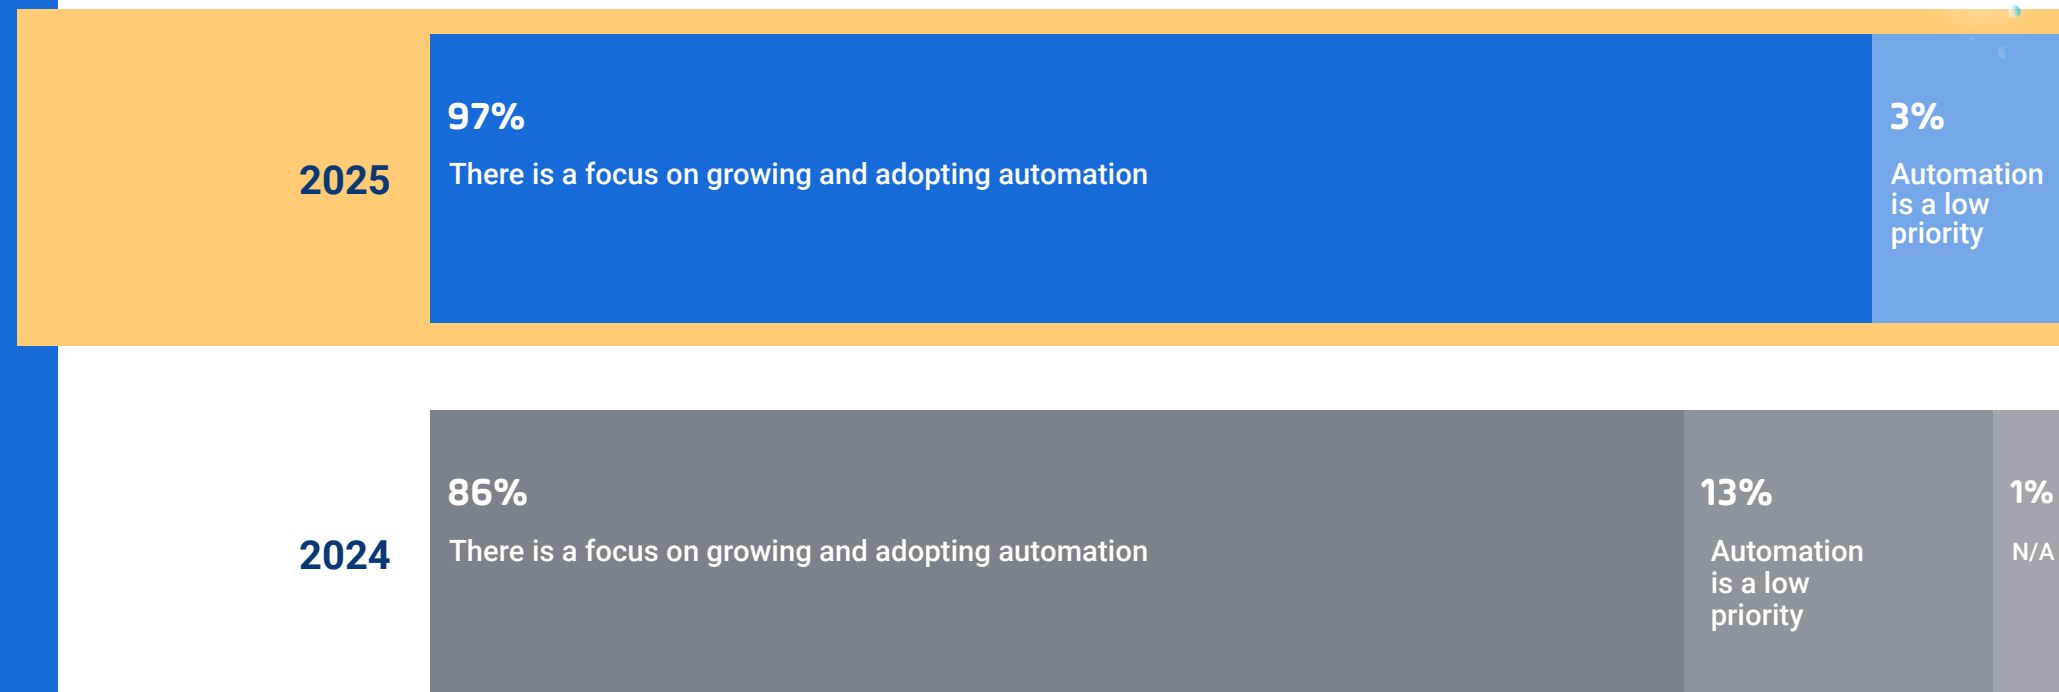 97%
3%
2025
There is a focus on growing and adopting automation
Automation
is a low
priority
86%
13%
1%
2024
There is a focus on growing and adopting automation
Automation
is a low
priority
N/A